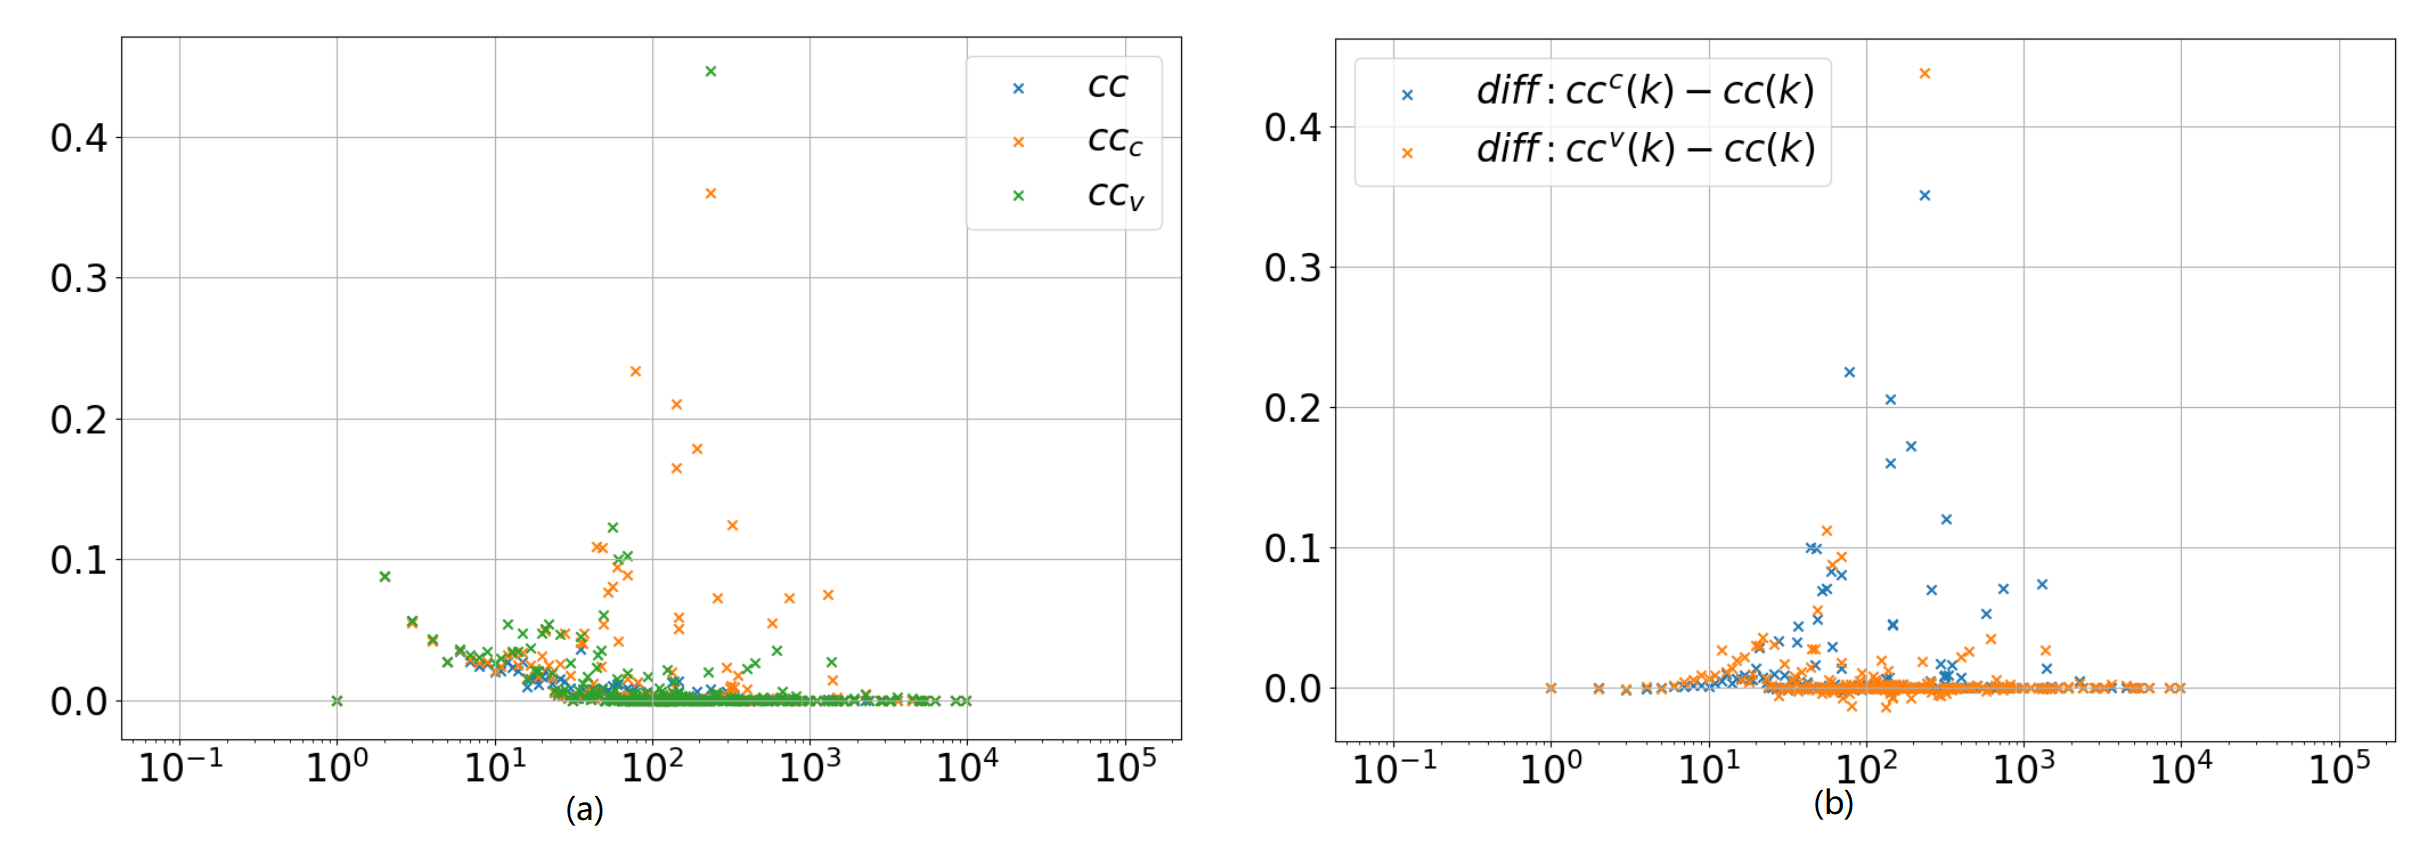 0.4
0.3
0.2
0.1
0.0
10⁻¹ 10⁰ 10¹ 10² 10³ 10⁴ 10⁵
cc
cc_c
cc_v
(a)
0.4
0.3
0.2
0.1
0.0
10⁻¹ 10⁰ 10¹ 10² 10³ 10⁴ 10⁵
diff : cc^c(k) − cc(k)
diff : cc^v(k) − cc(k)
(b)